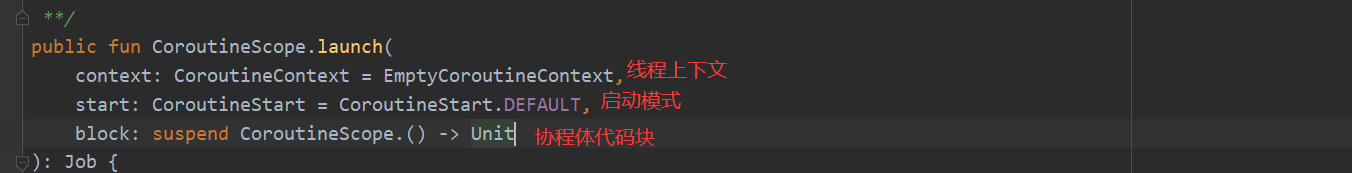 **/
public fun CoroutineScope.launch(
context: CoroutineContext = EmptyCoroutineContext,线程上下文
start: CoroutineStart = CoroutineStart.DEFAULT, 启动模式
block: suspend CoroutineScope.() -> Unit 协程体代码块
): Job {